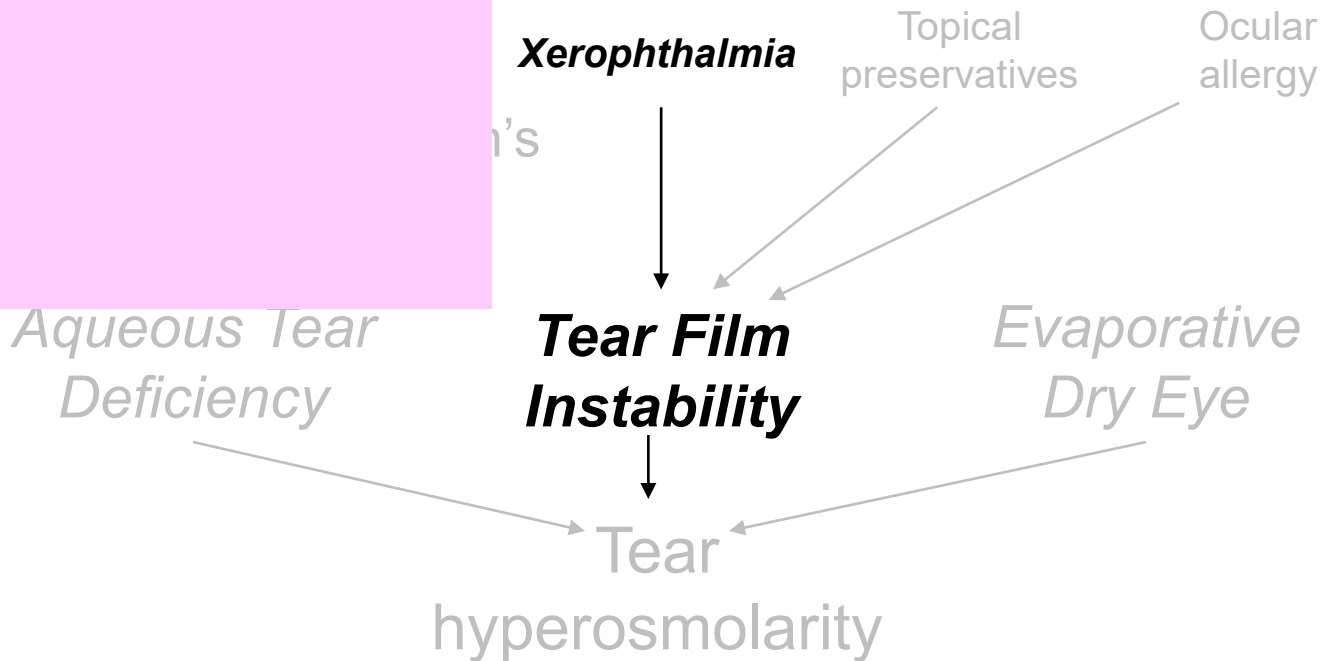 Xerophthalmia
Topical
preservatives
Ocular
allergy
Aqueous Tear
Deficiency
Tear Film
Instability
Evaporative
Dry Eye
Tear
hyperosmolarity